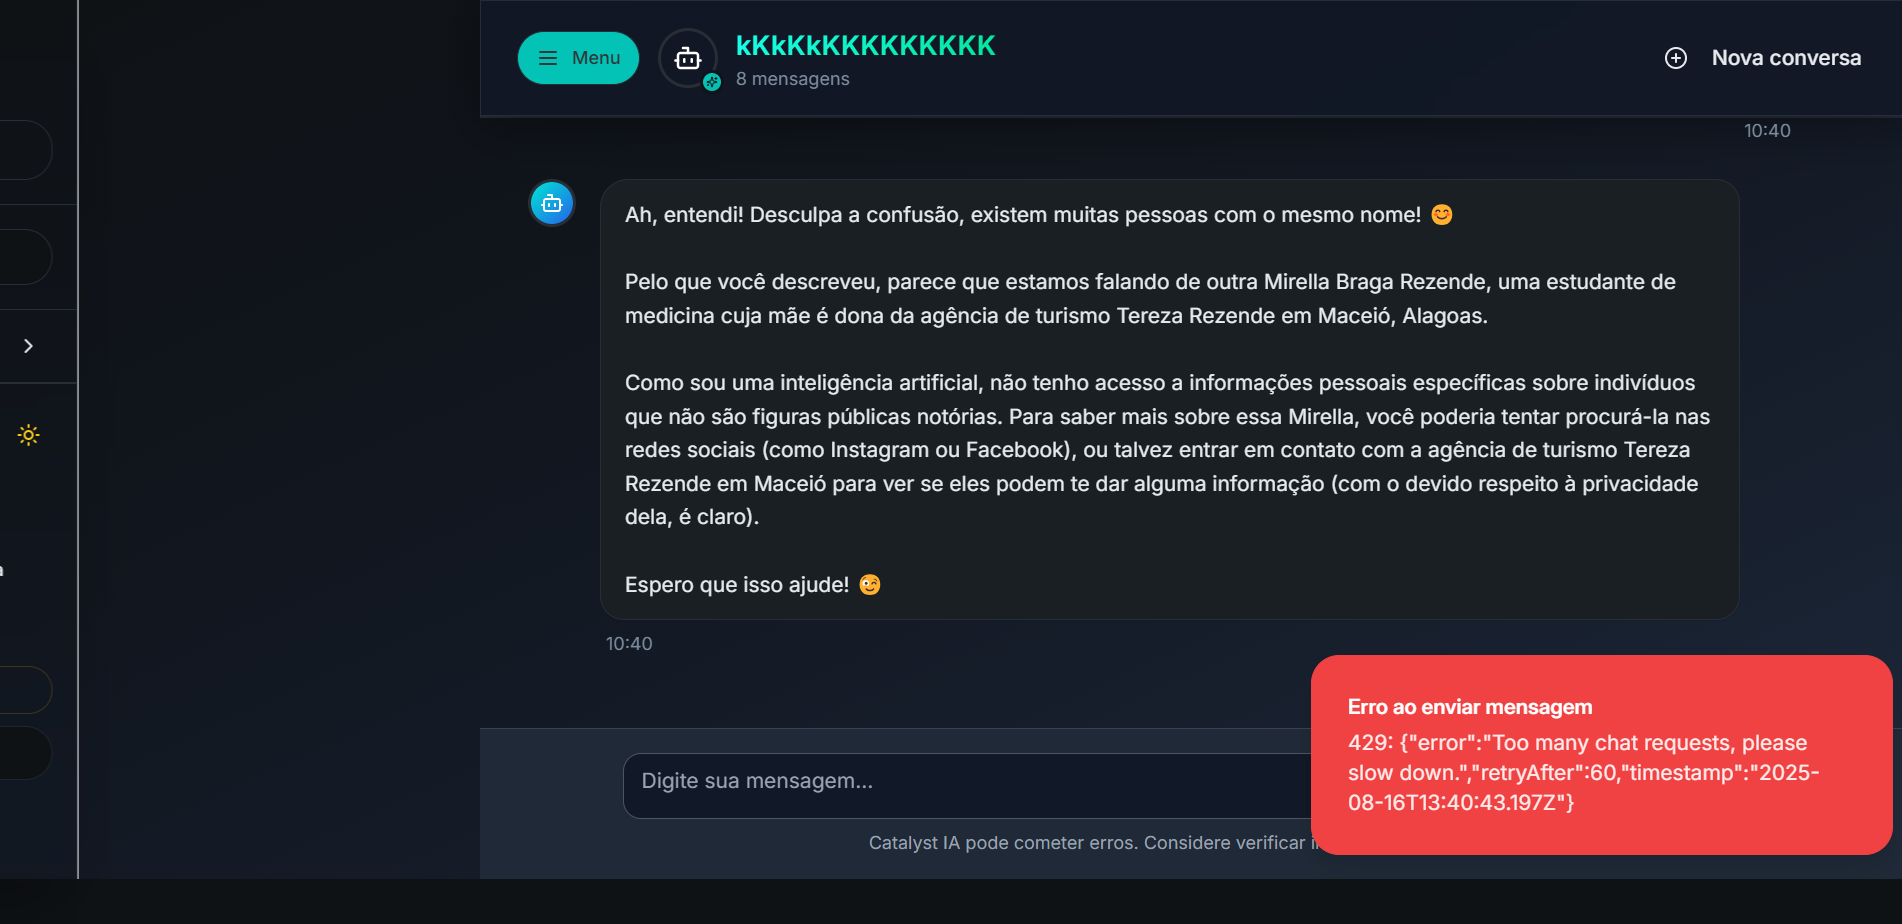 Menu
kKkKkKKKKKKKKK
8 mensagens
Nova conversa
10:40
Ah, entendi! Desculpa a confusão, existem muitas pessoas com o mesmo nome! 😊
Pelo que você descreveu, parece que estamos falando de outra Mirella Braga Rezende, uma estudante de
medicina cuja mãe é dona da agência de turismo Tereza Rezende em Maceió, Alagoas.
Como sou uma inteligência artificial, não tenho acesso a informações pessoais específicas sobre indivíduos
que não são figuras públicas notórias. Para saber mais sobre essa Mirella, você poderia tentar procurá-la nas
redes sociais (como Instagram ou Facebook), ou talvez entrar em contato com a agência de turismo Tereza
Rezende em Maceió para ver se eles podem te dar alguma informação (com o devido respeito à privacidade
dela, é claro).
Espero que isso ajude! 😉
10:40
Erro ao enviar mensagem
429: {"error":"Too many chat requests, please
slow down.","retryAfter":60,"timestamp":"2025-
08-16T13:40:43.197Z"}
Digite sua mensagem...
Catalyst IA pode cometer erros. Considere verificar